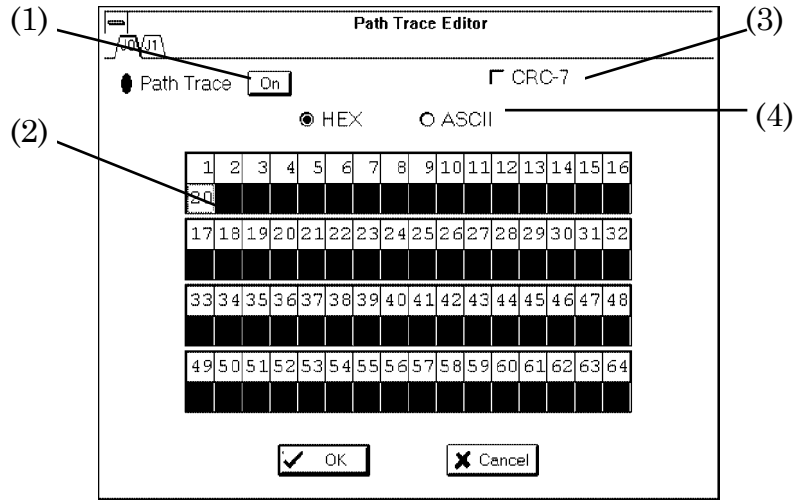 (1)
Path Trace Editor
(3)
J0 J1
Path Trace On
CRC-7
HEX ASCII
(4)
(2)
1 2 3 4 5 6 7 8 9 10 11 12 13 14 15 16
20
17 18 19 20 21 22 23 24 25 26 27 28 29 30 31 32
33 34 35 36 37 38 39 40 41 42 43 44 45 46 47 48
49 50 51 52 53 54 55 56 57 58 59 60 61 62 63 64
OK Cancel